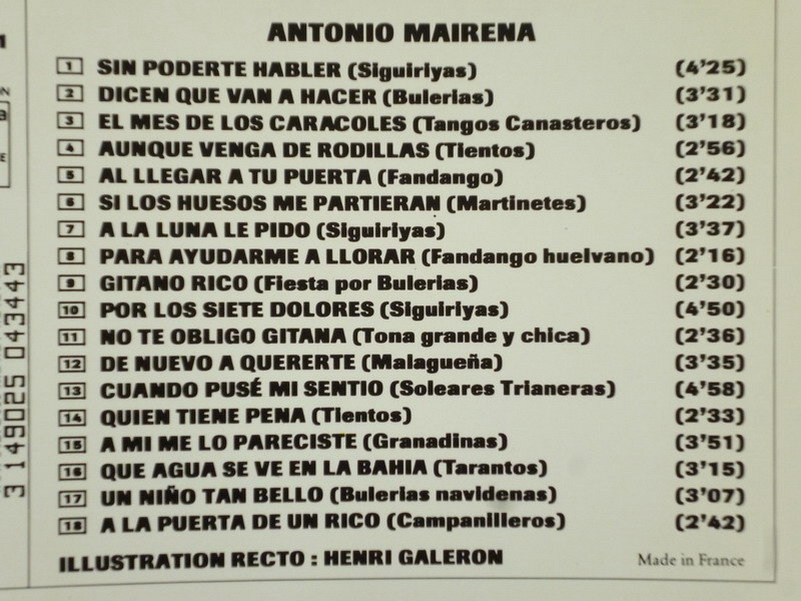 ANTONIO MAIRENA
1 SIN PODERTE HABLER (Siguiriyas) (4'25)
2 DICEN QUE VAN A HACER (Bulerias) (3'31)
3 EL MES DE LOS CARACOLES (Tangos Canasteros) (3'18)
4 AUNQUE VENGA DE RODILLAS (Tientos) (2'56)
5 AL LLEGAR A TU PUERTA (Fandango) (2'42)
6 SI LOS HUESOS ME PARTIERAN (Martinetes) (3'22)
7 A LA LUNA LE PIDO (Siguiriyas) (3'37)
8 PARA AYUDARME A LLORAR (Fandango huelvano) (2'16)
9 GITANO RICO (Fiesta por Bulerias) (2'30)
10 POR LOS SIETE DOLORES (Siguiriyas) (4'50)
11 NO TE OBLIGO GITANA (Tona grande y chica) (2'36)
12 DE NUEVO A QUERERTE (Malagueña) (3'35)
13 CUANDO PUSÉ MI SENTIO (Soleares Trianeras) (4'58)
14 QUIEN TIENE PENA (Tientos) (2'33)
15 A MI ME LO PARECISTE (Granadinas) (3'51)
16 QUE AGUA SE VE EN LA BAHIA (Tarantos) (3'15)
17 UN NIÑO TAN BELLO (Bulerias navidenas) (3'07)
18 A LA PUERTA DE UN RICO (Campanilleros) (2'42)
ILLUSTRATION RECTO : HENRI GALERON
Made in France
3 149025 043443